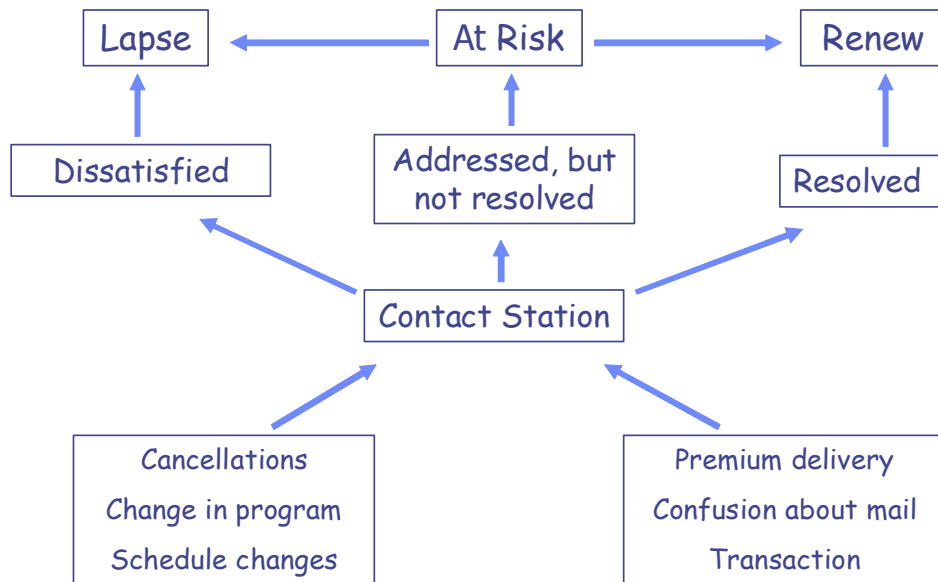 Lapse
At Risk
Renew
Dissatisfied
Addressed, but
not resolved
Resolved
Contact Station
Cancellations
Change in program
Schedule changes
Premium delivery
Confusion about mail
Transaction